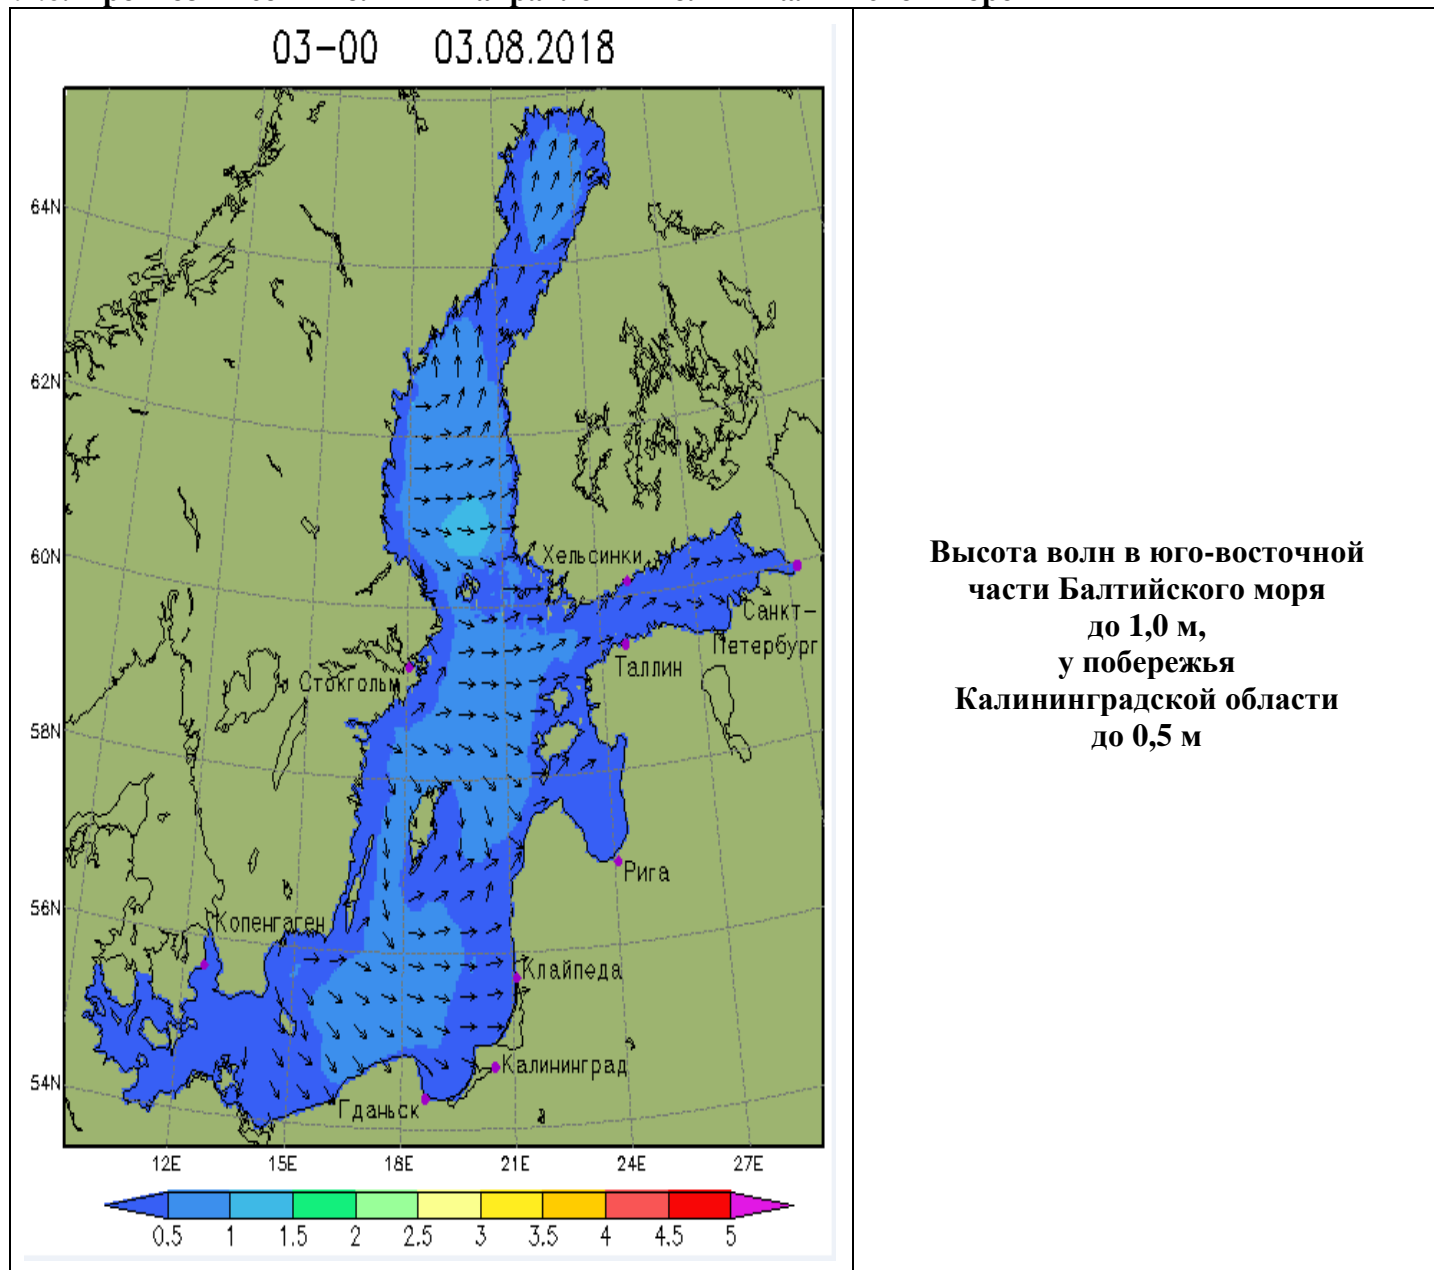 03-00 03.08.2018
64N
62N
60N
58N
56N
54N
Хельсинки
Санкт-
Петербург
Таллин
Стокгольм
Рига
Копенгаген
Клайпеда
Калининград
Гданьск
12E 15E 18E 21E 24E 27E
0.5 1 1.5 2 2.5 3 3.5 4 4.5 5
Высота волн в юго-восточной
части Балтийского моря
до 1,0 м,
у побережья
Калининградской области
до 0,5 м